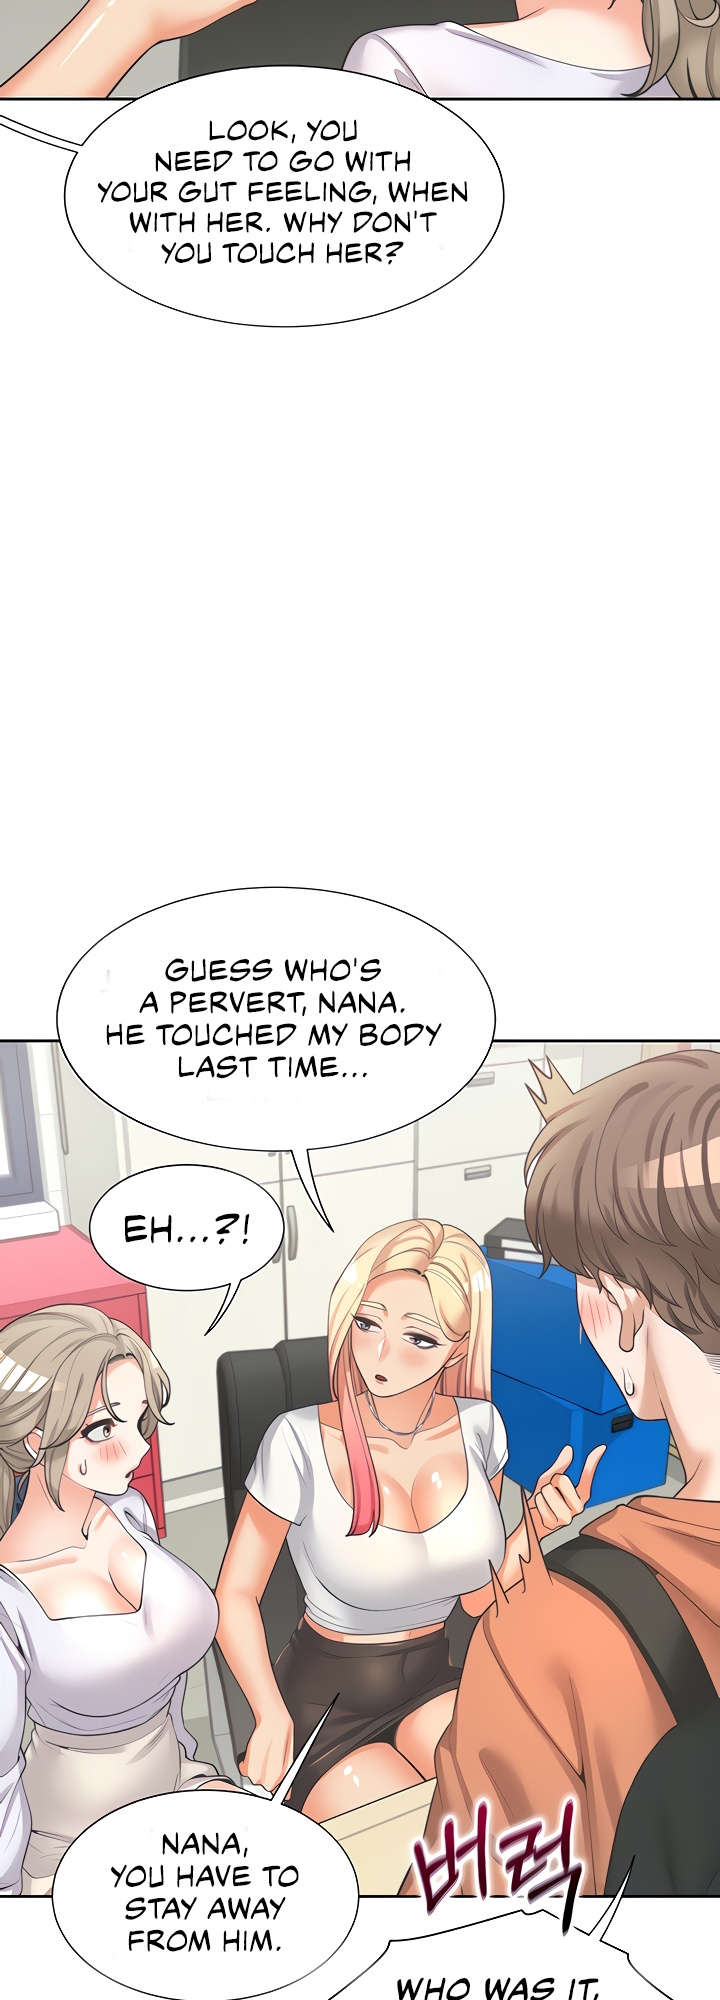 LOOK, YOU
NEED TO GO WITH
YOUR GUT FEELING, WHEN
WITH HER. WHY DON'T
YOU TOUCH HER?
GUESS WHO'S
A PERVERT, NANA.
HE TOUCHED MY BODY
LAST TIME...
EH...?!
NANA,
YOU HAVE TO
STAY AWAY
FROM HIM.
버럭
WHO WAS IT,